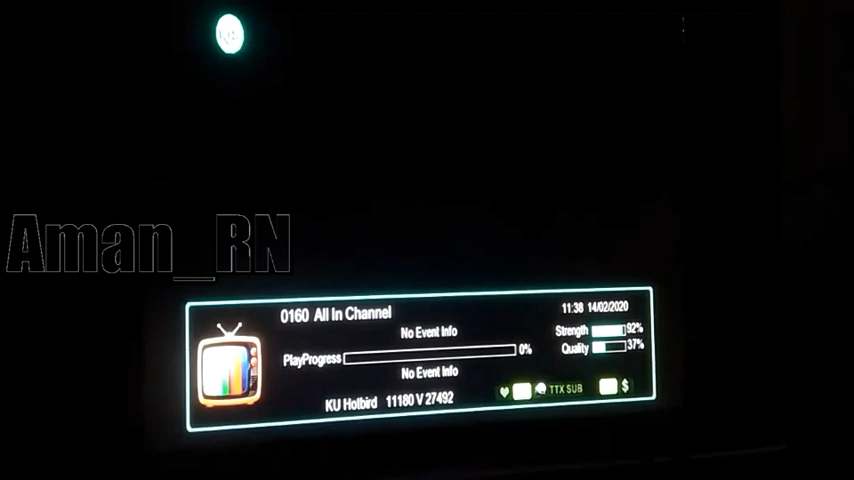 Aman_RN
0160 All In Channel
11:38 14/02/2020
No Event Info
Strength 92%
PlayProgress 0%
Quality 37%
No Event Info
TTX SUB $
KU Hotbird 11180 V 27492